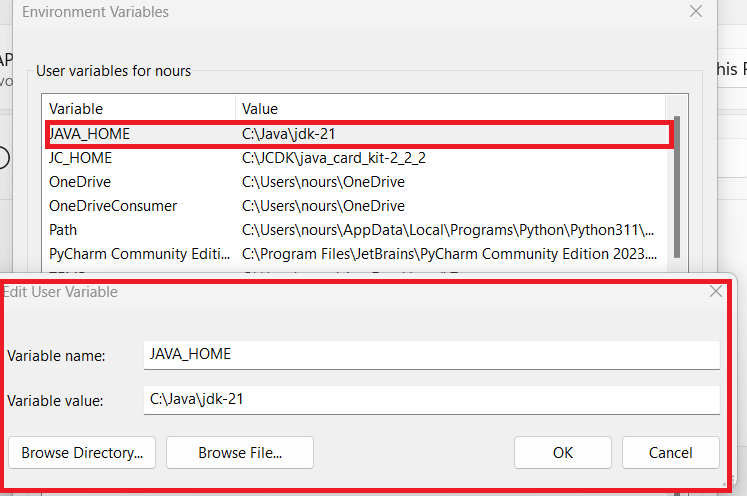 Environment Variables
AP
his P
User variables for nours
Variable Value
JAVA_HOME C:\Java\jdk-21
JC_HOME C:\JCDK\java_card_kit-2_2_2
OneDrive C:\Users\nours\OneDrive
OneDriveConsumer C:\Users\nours\OneDrive
Path C:\Users\nours\AppData\Local\Programs\Python\Python311\...
PyCharm Community Editi... C:\Program Files\JetBrains\PyCharm Community Edition 2023....
Edit User Variable
Variable name: JAVA_HOME
Variable value: C:\Java\jdk-21
Browse Directory... Browse File... OK Cancel